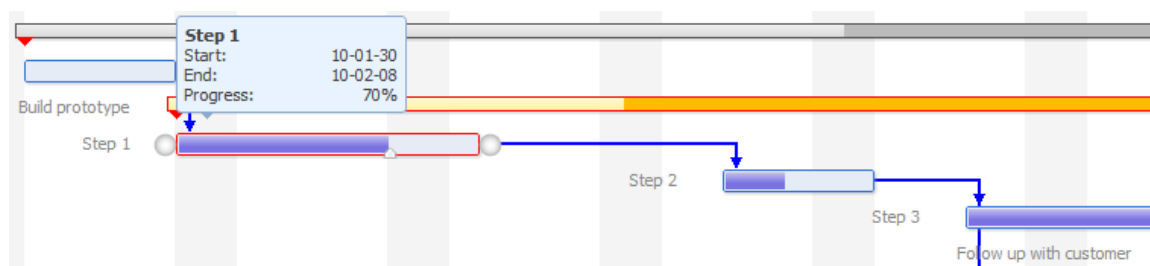 Step 1
Start: 10-01-30
End: 10-02-08
Progress: 70%
Build prototype
Step 1
Step 2
Step 3
Follow up with customer